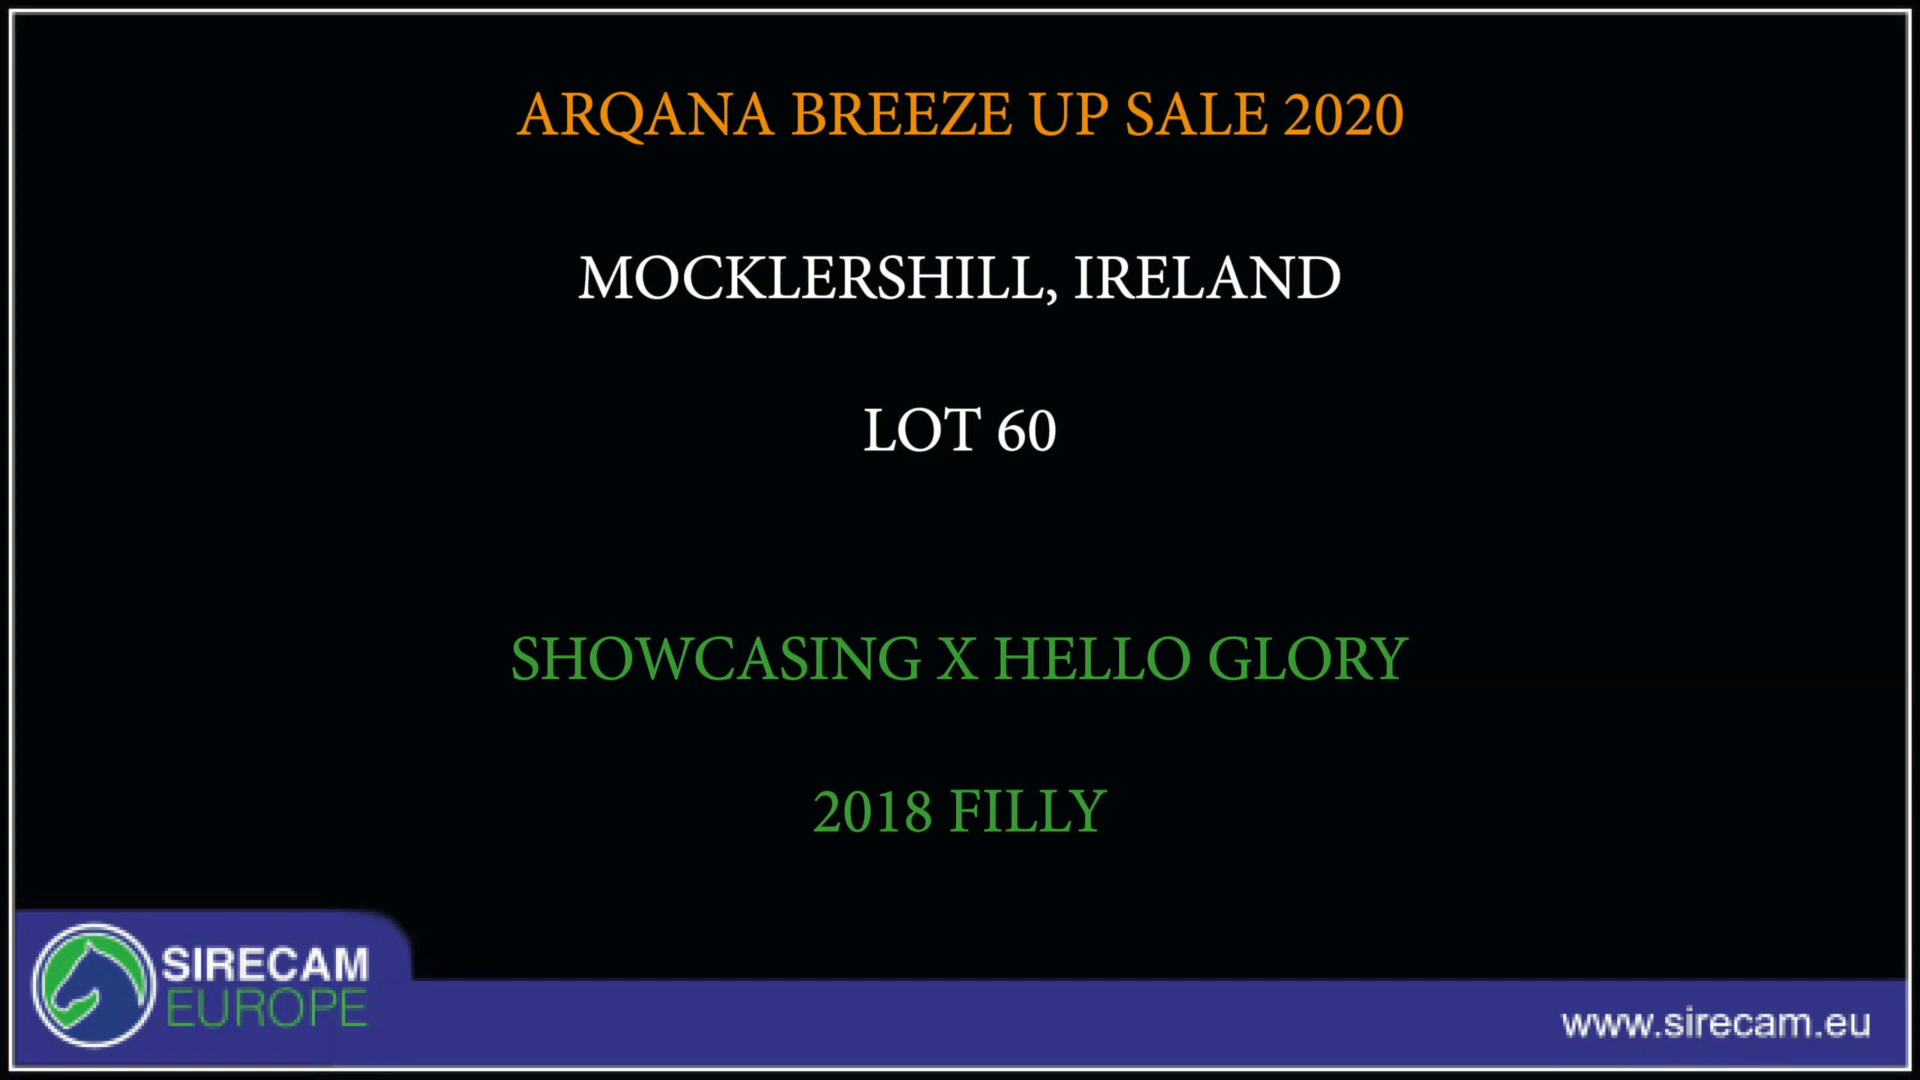 ARQANA BREEZE UP SALE 2020
MOCKLERSHILL, IRELAND
LOT 60
SHOWCASING X HELLO GLORY
2018 FILLY
SIRECAM
EUROPE
www.sirecam.eu